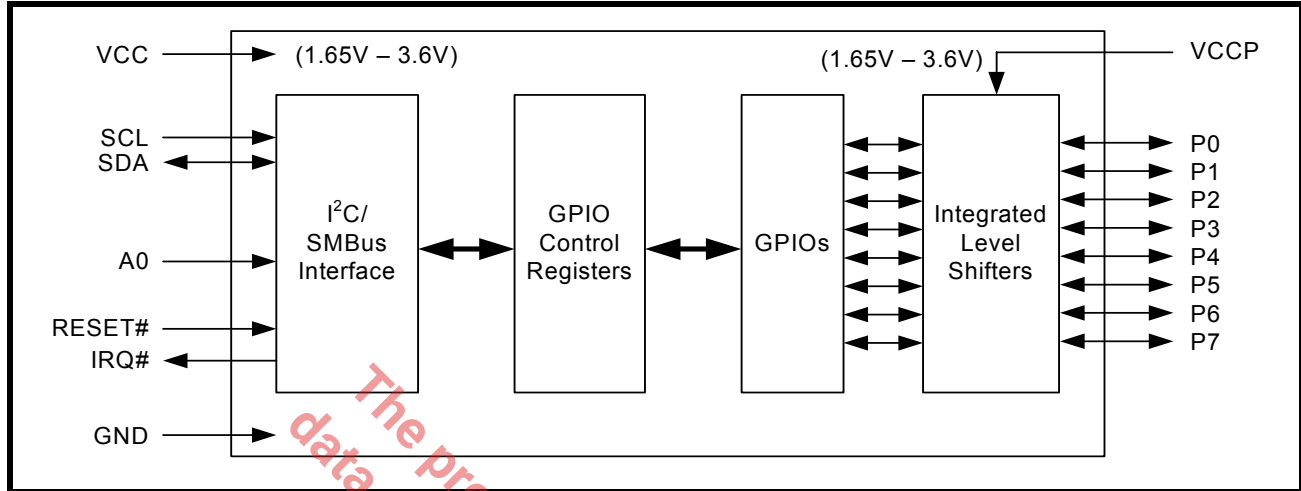 VCC
(1.65V – 3.6V)
(1.65V – 3.6V)
VCCP
SCL
SDA
A0
RESET#
IRQ#
GND
I²C/
SMBus
Interface
GPIO
Control
Registers
GPIOs
Integrated
Level
Shifters
P0
P1
P2
P3
P4
P5
P6
P7
The pro
data